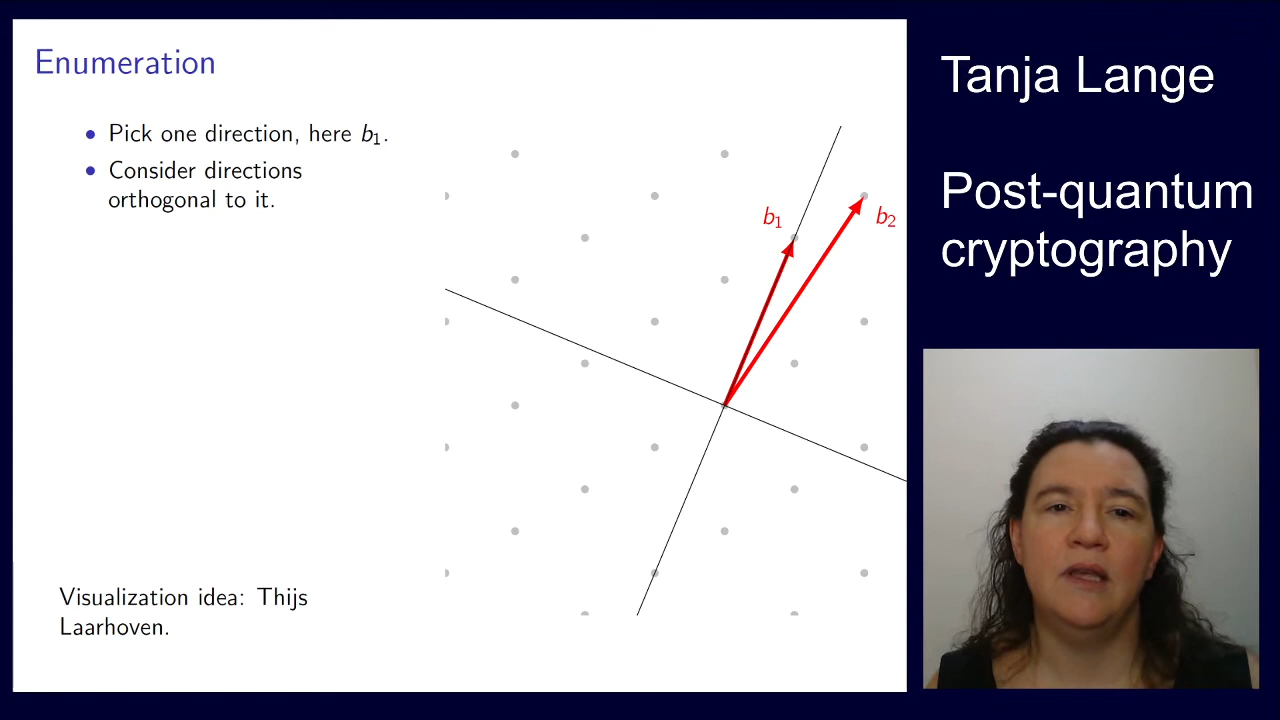 Enumeration
• Pick one direction, here b₁.
• Consider directions
orthogonal to it.
b₁
b₂
Visualization idea: Thijs
Laarhoven.
Tanja Lange
Post-quantum
cryptography